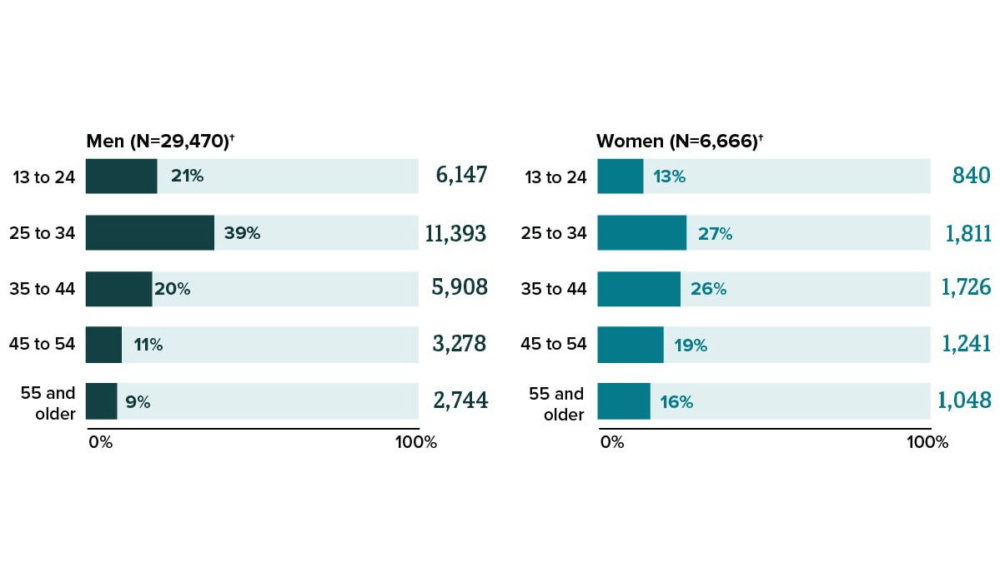 Men (N=29,470)†
13 to 24 21% 6,147
25 to 34 39% 11,393
35 to 44 20% 5,908
45 to 54 11% 3,278
55 and
older 9% 2,744
0% 100%
Women (N=6,666)†
13 to 24 13% 840
25 to 34 27% 1,811
35 to 44 26% 1,726
45 to 54 19% 1,241
55 and
older 16% 1,048
0% 100%